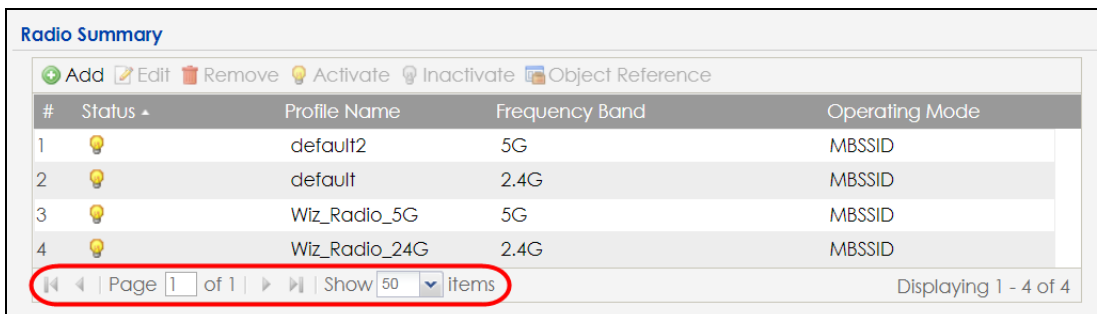 Radio Summary
Add Edit Remove Activate Inactivate Object Reference
# Status Profile Name Frequency Band Operating Mode
1 default2 5G MBSSID
2 default 2.4G MBSSID
3 Wiz_Radio_5G 5G MBSSID
4 Wiz_Radio_24G 2.4G MBSSID
Page 1 of 1 Show 50 items Displaying 1 - 4 of 4